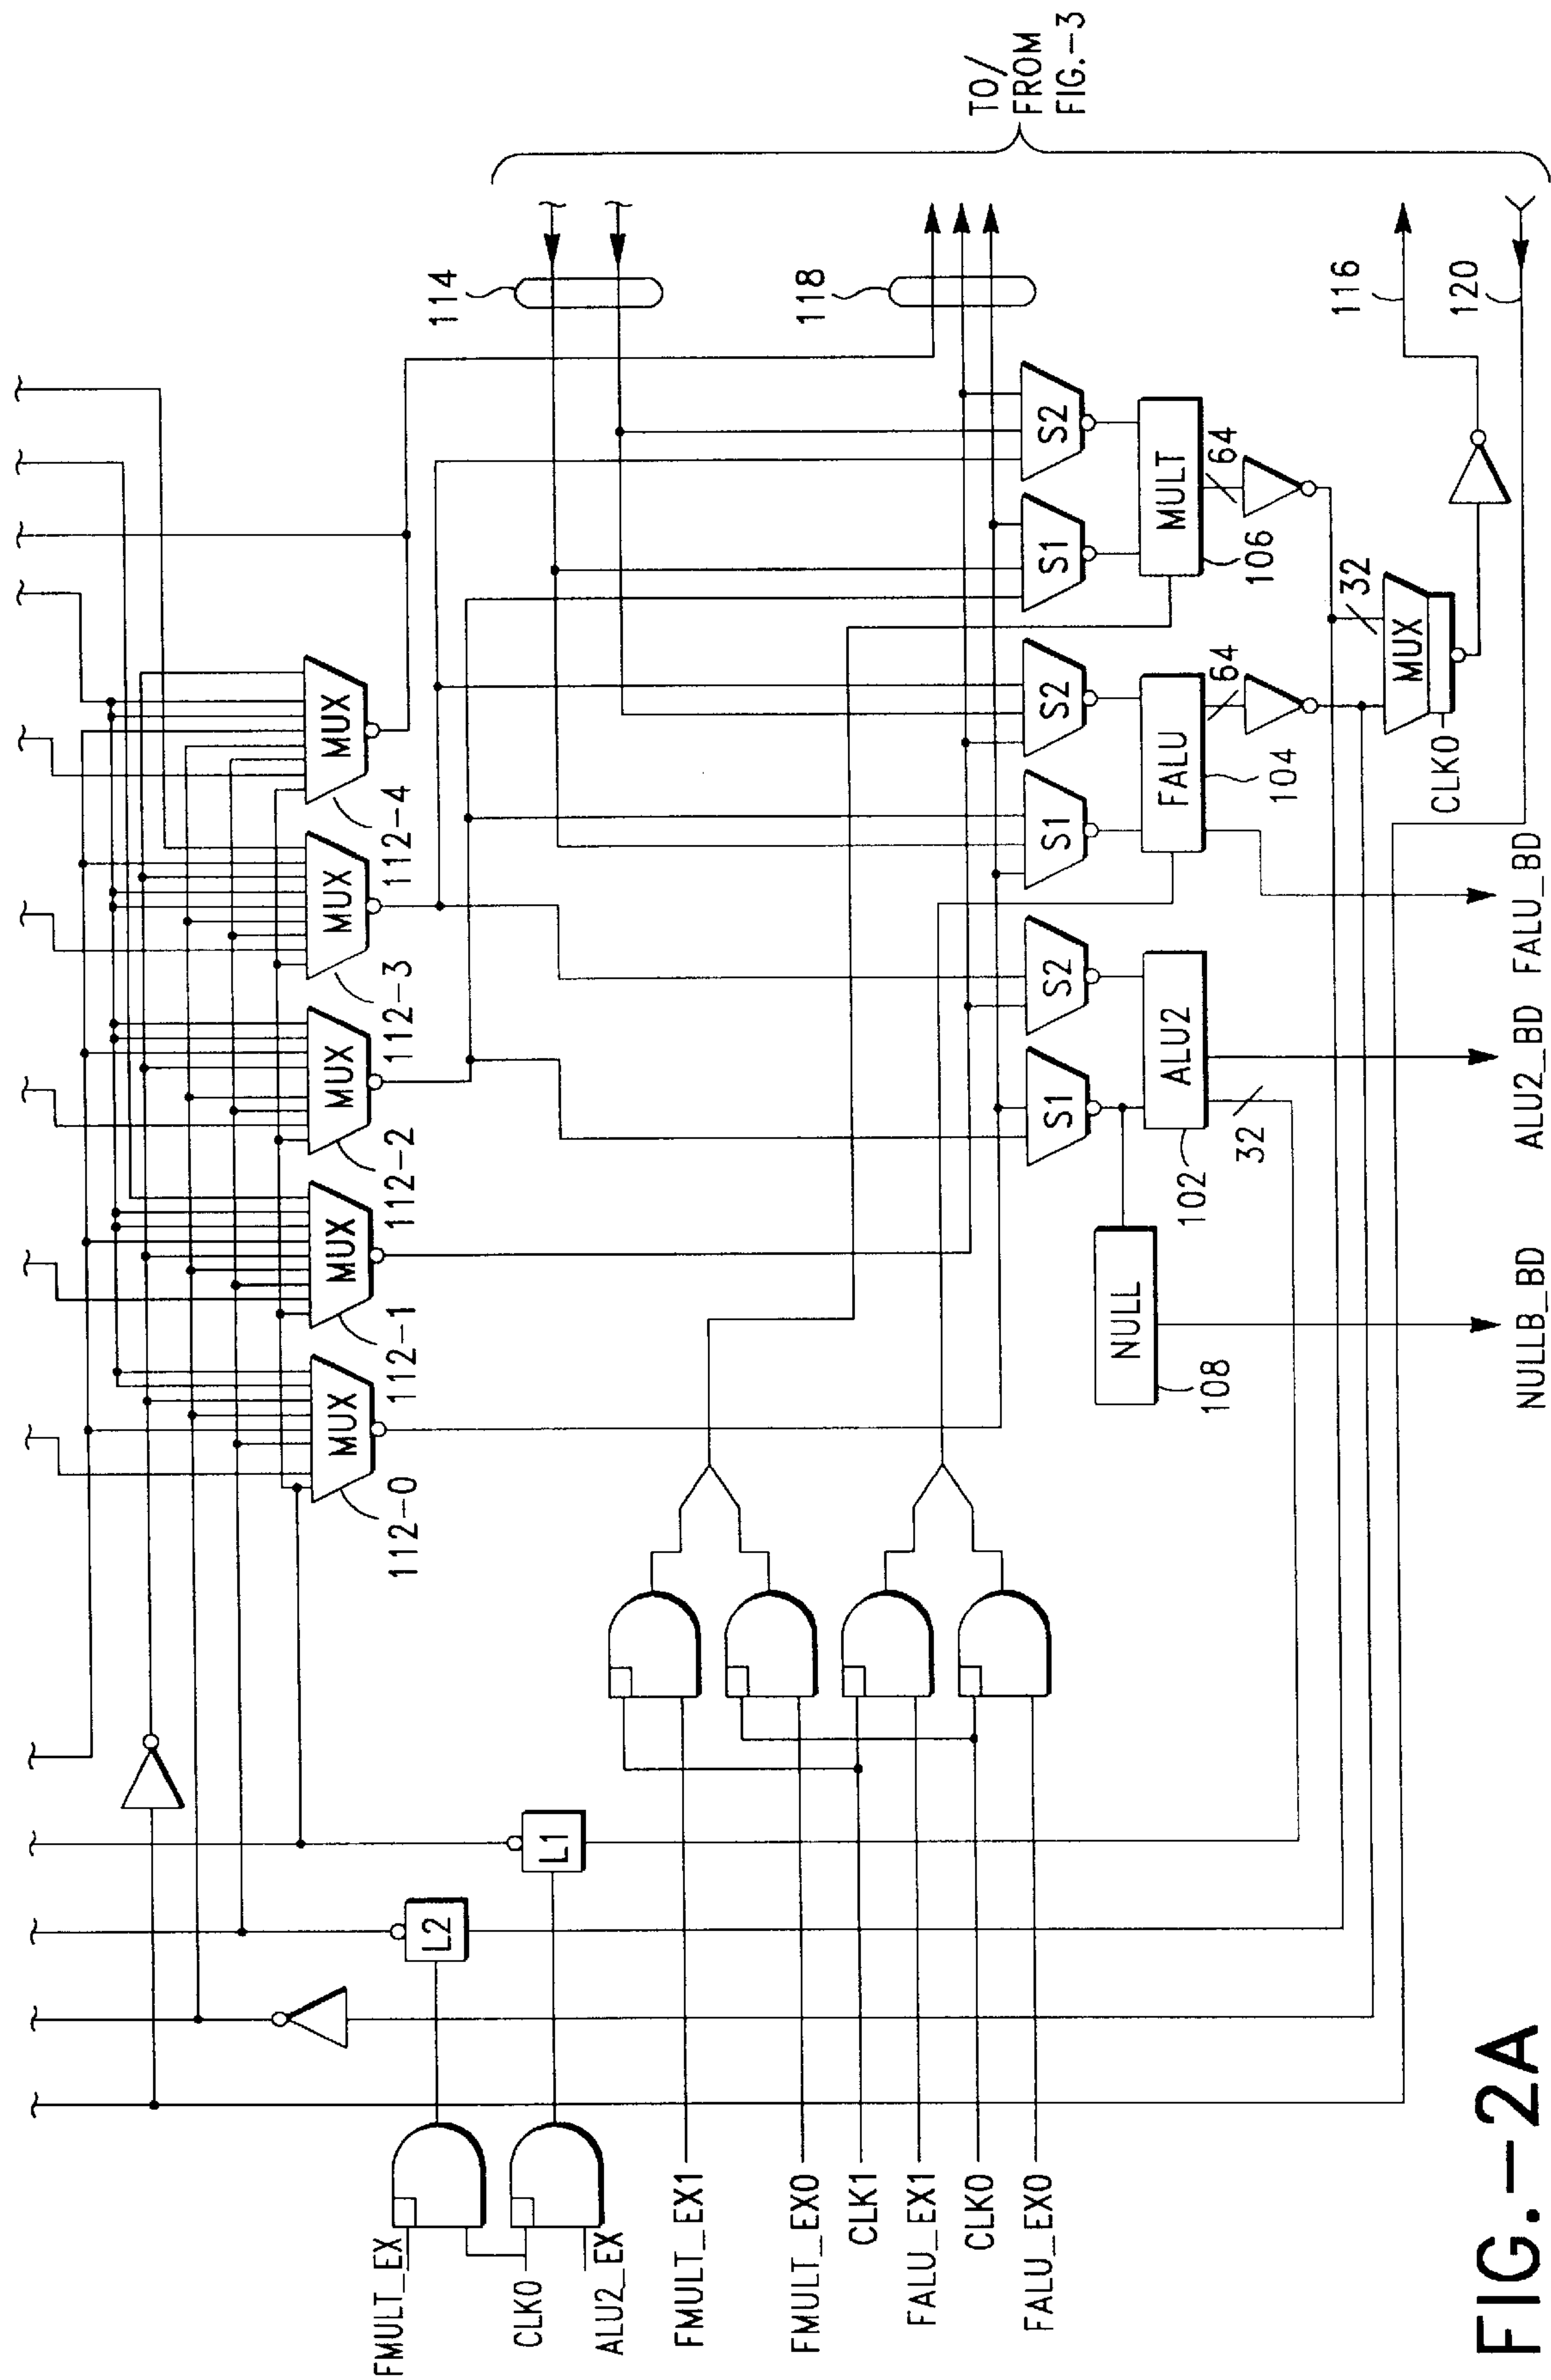 TO/
FROM
FIG.-3
114
118
116
120
MUX
112-4
MUX
112-3
MUX
112-2
MUX
112-1
MUX
112-0
S2
S1
MULT
64
106
S2
S1
FALU
64
104
S2
S1
ALU2
102
32
NULL
108
32
MUX
CLK0
L1
L2
FMULT_EX
CLK0
ALU2_EX
FMULT_EX1
FMULT_EX0
CLK1
FALU_EX1
CLK0
FALU_EX0
NULLB_BD
ALU2_BD
FALU_BD
FIG.-2A